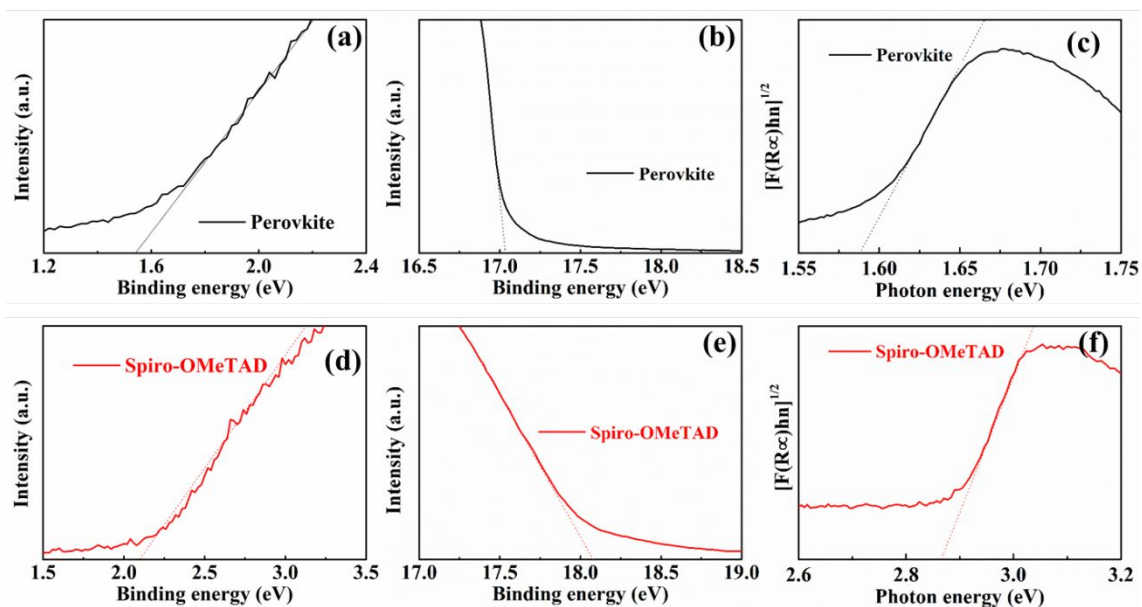 (a)
Intensity (a.u.)
Perovkite
1.2 1.6 2.0 2.4
Binding energy (eV)
(b)
Intensity (a.u.)
Perovkite
16.5 17.0 17.5 18.0 18.5
Binding energy (eV)
(c)
[F(R∝)hn]^1/2
Perovkite
1.55 1.60 1.65 1.70 1.75
Photon energy (eV)
(d)
Intensity (a.u.)
Spiro-OMeTAD
1.5 2.0 2.5 3.0 3.5
Binding energy (eV)
(e)
Intensity (a.u.)
Spiro-OMeTAD
17.0 17.5 18.0 18.5 19.0
Binding energy (eV)
(f)
[F(R∝)hn]^1/2
Spiro-OMeTAD
2.6 2.8 3.0 3.2
Photon energy (eV)